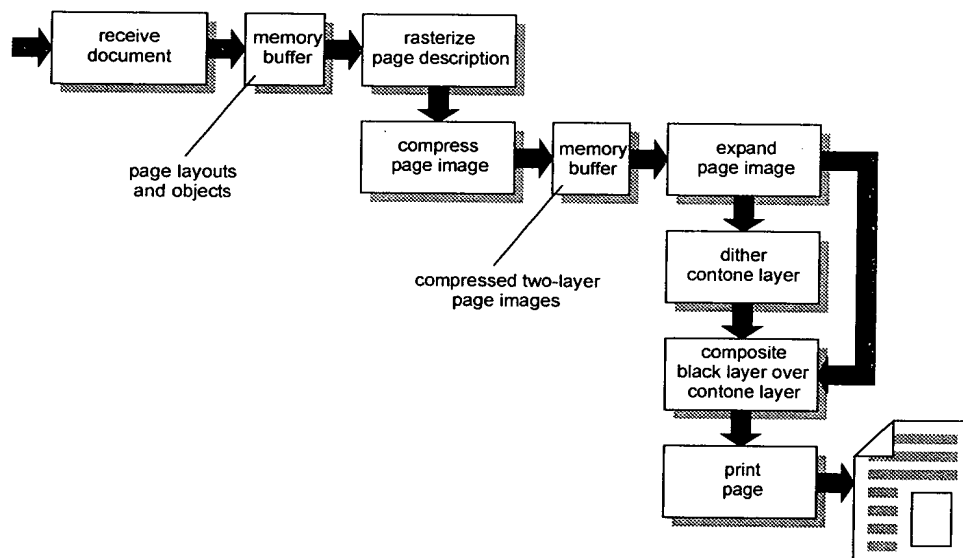 receive
document
memory
buffer
rasterize
page description
page layouts
and objects
compress
page image
memory
buffer
expand
page image
compressed two-layer
page images
dither
contone layer
composite
black layer over
contone layer
print
page